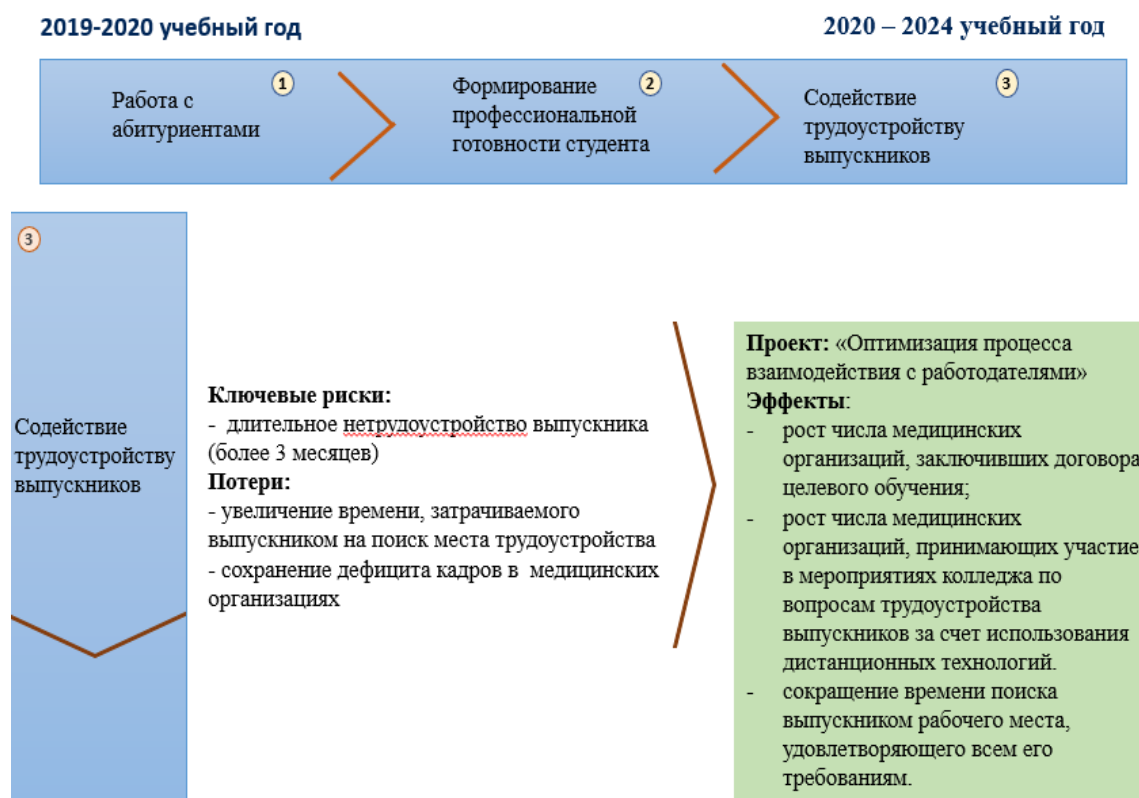 2019-2020 учебный год
2020 – 2024 учебный год
1
Работа с
абитуриентами
2
Формирование
профессиональной
готовности студента
3
Содействие
трудоустройству
выпускников
3
Содействие
трудоустройству
выпускников
Ключевые риски:
- длительное нетрудоустройство выпускника
(более 3 месяцев)
Потери:
- увеличение времени, затрачиваемого
выпускником на поиск места трудоустройства
- сохранение дефицита кадров в медицинских
организациях
Проект: «Оптимизация процесса
взаимодействия с работодателями»
Эффекты:
- рост числа медицинских
организаций, заключивших договора
целевого обучения;
- рост числа медицинских
организаций, принимающих участие
в мероприятиях колледжа по
вопросам трудоустройства
выпускников за счет использования
дистанционных технологий.
- сокращение времени поиска
выпускником рабочего места,
удовлетворяющего всем его
требованиям.